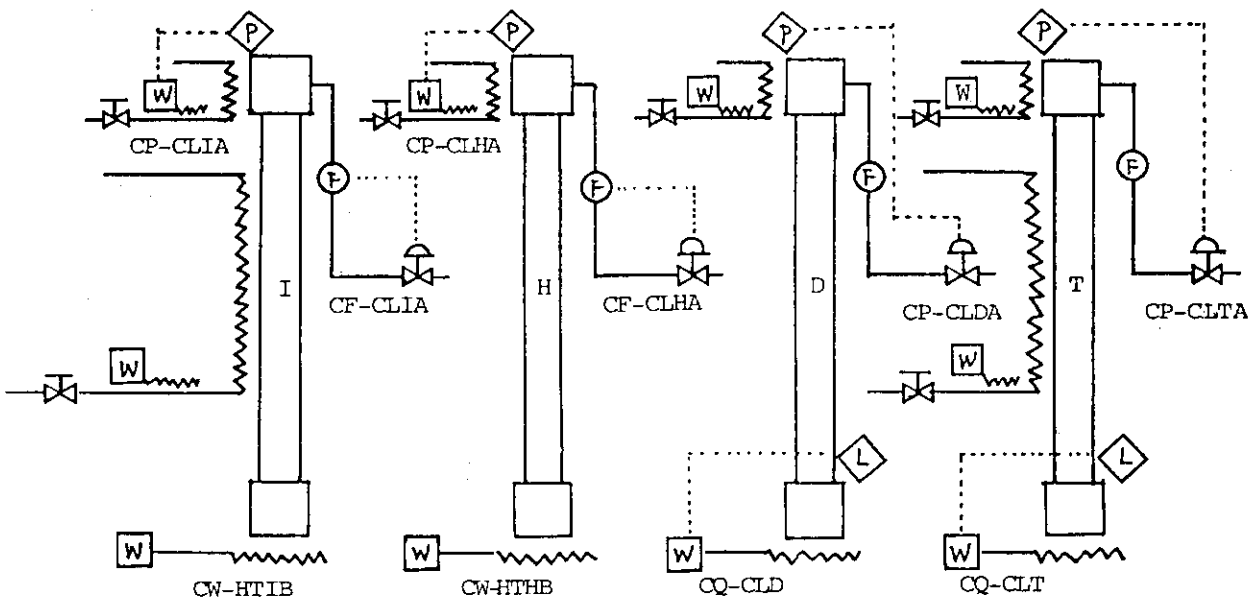 P P P P
W W W W
CP-CLIA CP-CLHA
F F F F
I H D T
CF-CLIA CF-CLHA CP-CLDA CP-CLTA
W W
L L
W W W W
CW-HTIB CW-HTHB CQ-CLD CQ-CLT